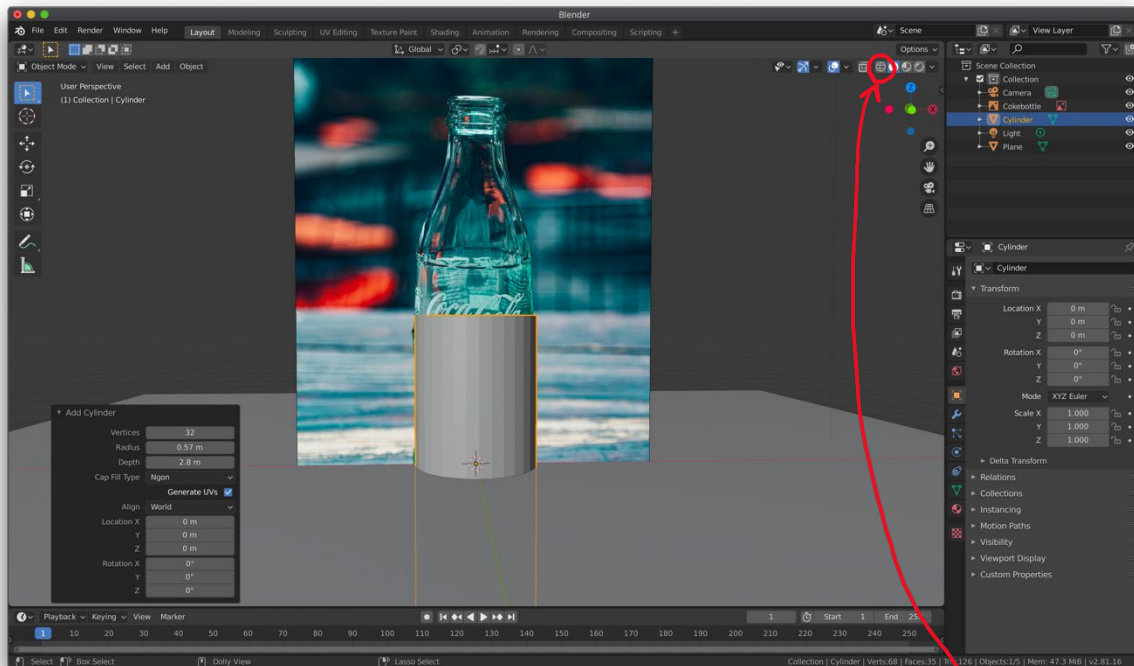 Blender
File Edit Render Window Help Layout Modeling Sculpting UV Editing Texture Paint Shading Animation Rendering Compositing Scripting + Scene View Layer
Global Options
Object Mode View Select Add Object
User Perspective
(1) Collection | Cylinder
Z
X
Coca-Cola
Scene Collection
Collection
Camera
Cokebottle
Cylinder
Light
Plane
Cylinder
Cylinder
Transform
Location X 0 m
Y 0 m
Z 0 m
Rotation X 0°
Y 0°
Z 0°
Mode XYZ Euler
Scale X 1.000
Y 1.000
Z 1.000
Delta Transform
Relations
Collections
Instancing
Motion Paths
Visibility
Viewport Display
Custom Properties
Add Cylinder
Vertices 32
Radius 0.57 m
Depth 2.8 m
Cap Fill Type Ngon
Generate UVs
Align World
Location X 0 m
Y 0 m
Z 0 m
Rotation X 0°
Y 0°
Z 0°
Playback Keying View Marker 1 Start 1 End
1 10 20 30 40 50 60 70 80 90 100 110 120 130 140 150 160 170 180 190 200 210 220 230 240 250
Select Box Select Dolly View Lasso Select Collection | Cylinder | Verts:68 | Faces:35 | | Objects:1/5 | Mem: 47.3 MiB | v2.81.16